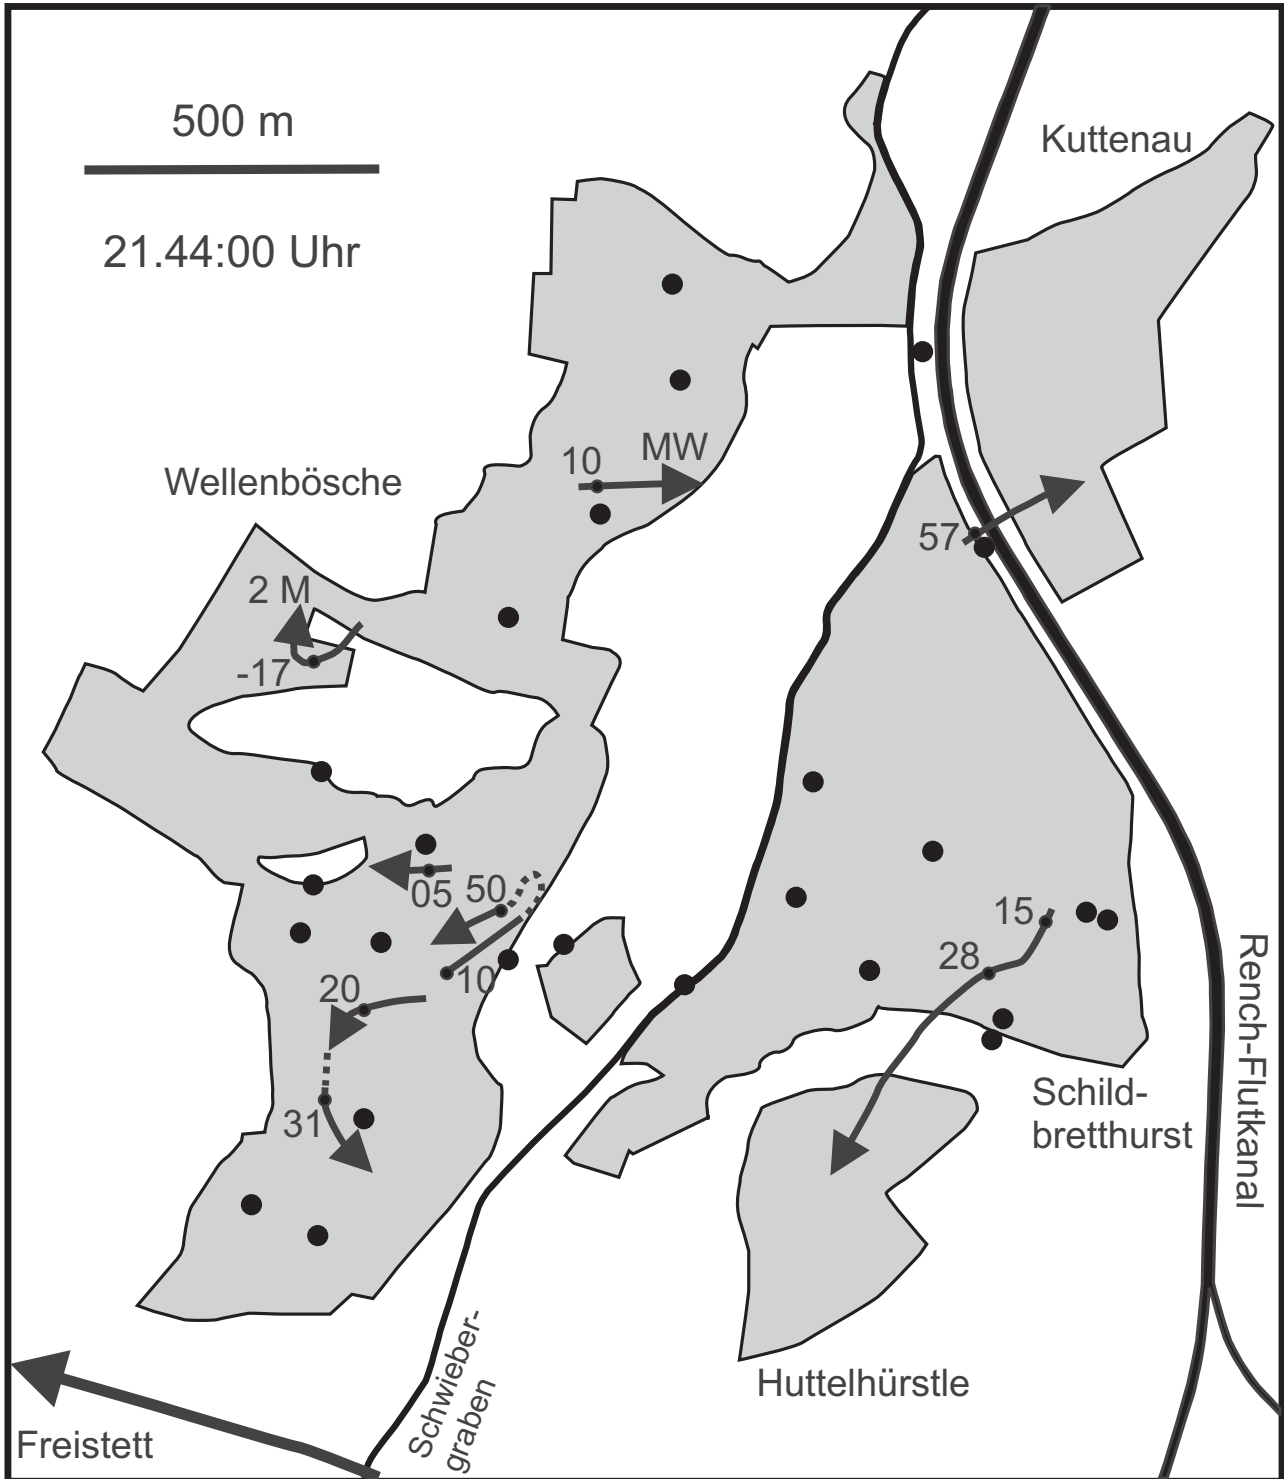 500 m
Kuttenau
21.44:00 Uhr
10
MW
Wellenbösche
57
2 M
-17
05
50
15
28
10
20
31
Schild-
bretthurst
Rench-Flutkanal
Huttelhürstle
Schwieber-
graben
Freistett